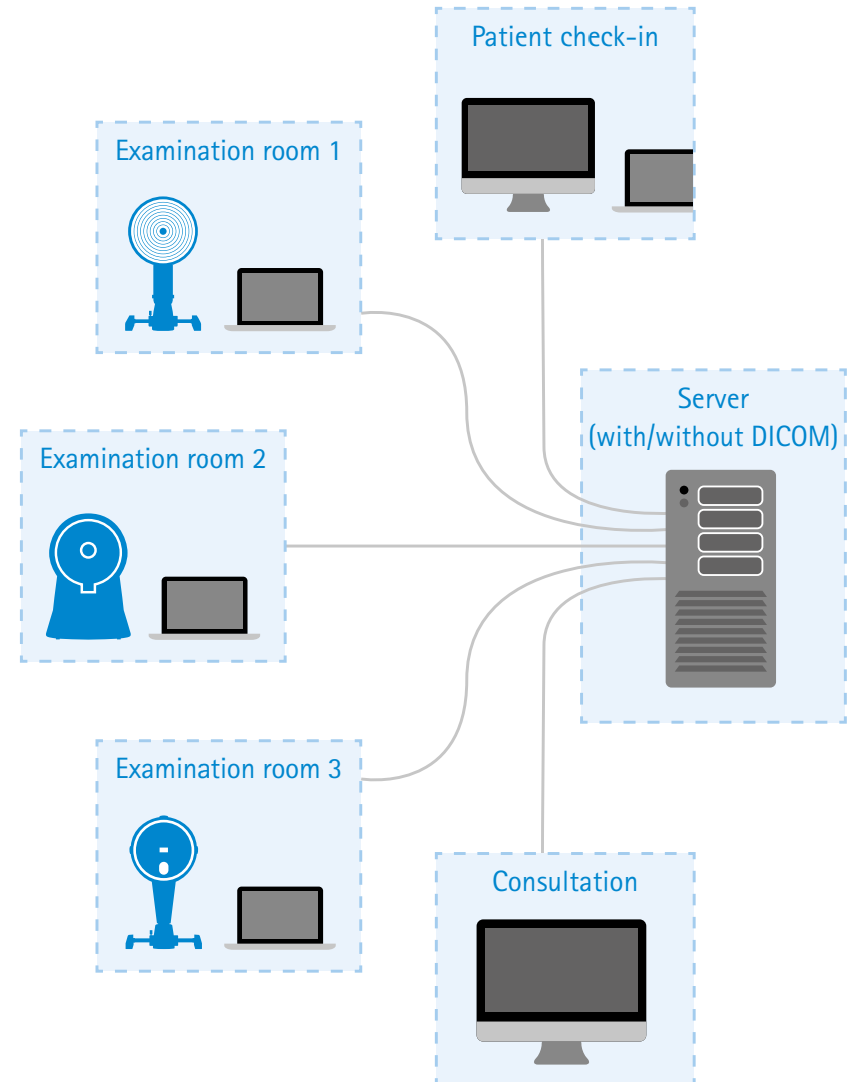 Patient check-in
Examination room 1
Server
(with/without DICOM)
Examination room 2
Examination room 3
Consultation